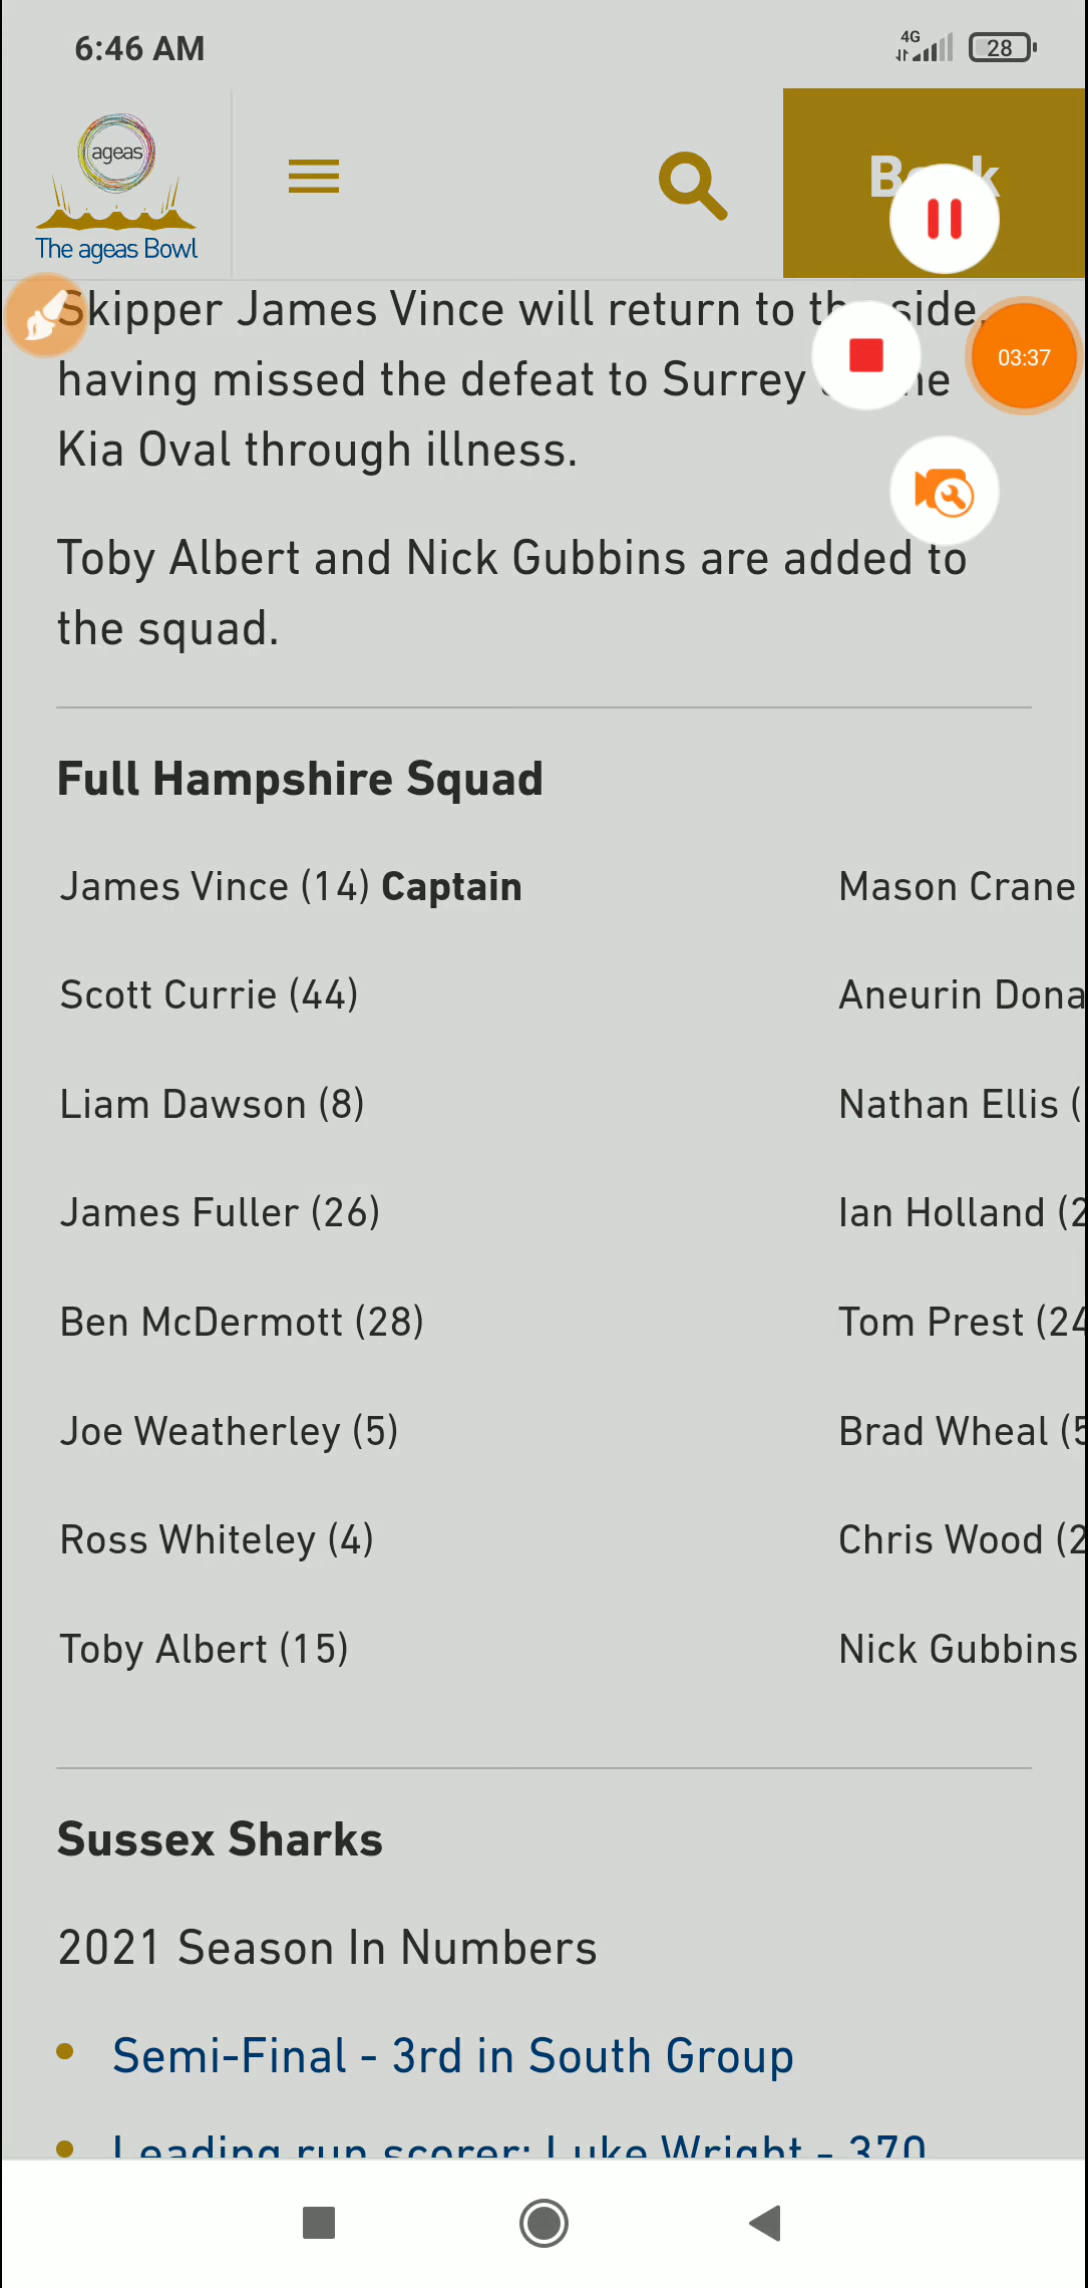 6:46 AM
4G
28
ageas
The ageas Bowl
Skipper James Vince will return to side,
having missed the defeat to Surrey
Kia Oval through illness.
03:37
Toby Albert and Nick Gubbins are added to
the squad.
Full Hampshire Squad
James Vince (14) Captain
Mason Crane
Scott Currie (44)
Aneurin Dona
Liam Dawson (8)
Nathan Ellis (
James Fuller (26)
Ian Holland (2
Ben McDermott (28)
Tom Prest (24
Joe Weatherley (5)
Brad Wheal (5
Ross Whiteley (4)
Chris Wood (2
Toby Albert (15)
Nick Gubbins
Sussex Sharks
2021 Season In Numbers
• Semi-Final - 3rd in South Group
• Leading run scorer: Luke Wright - 370